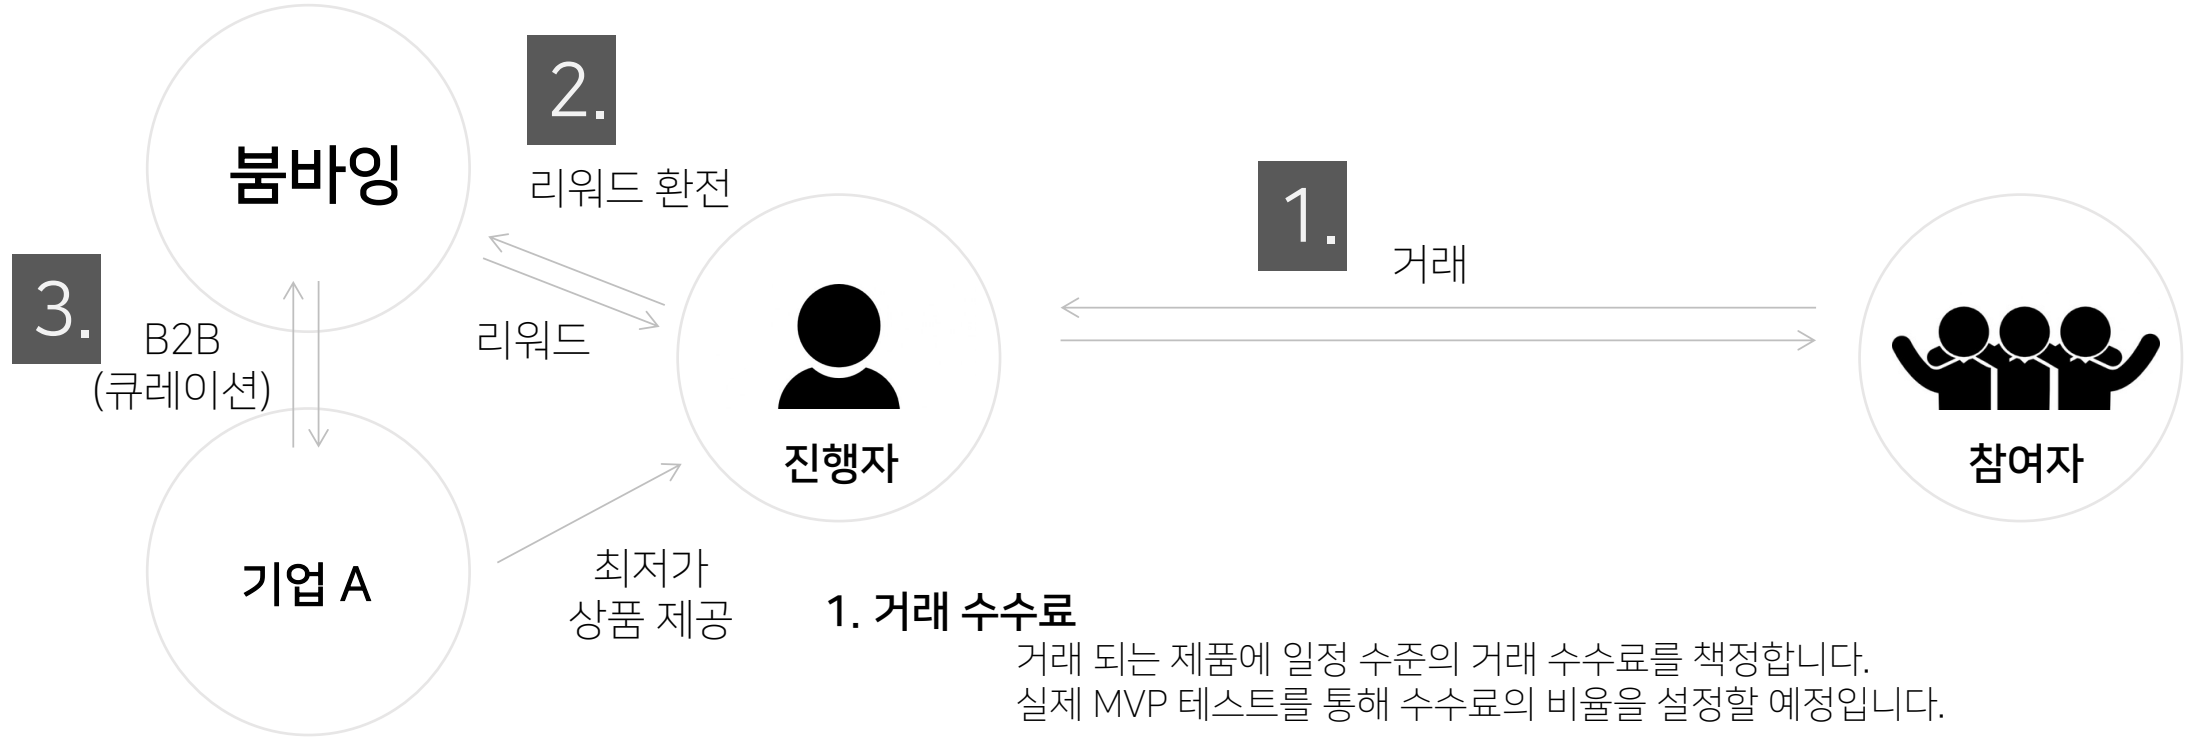 붐바잉
2.
리워드 환전
1.
거래
3.
B2B
(큐레이션)
리워드
진행자
참여자
기업 A
최저가
상품 제공
1. 거래 수수료
거래 되는 제품에 일정 수준의 거래 수수료를 책정합니다.
실제 MVP 테스트를 통해 수수료의 비율을 설정할 예정입니다.